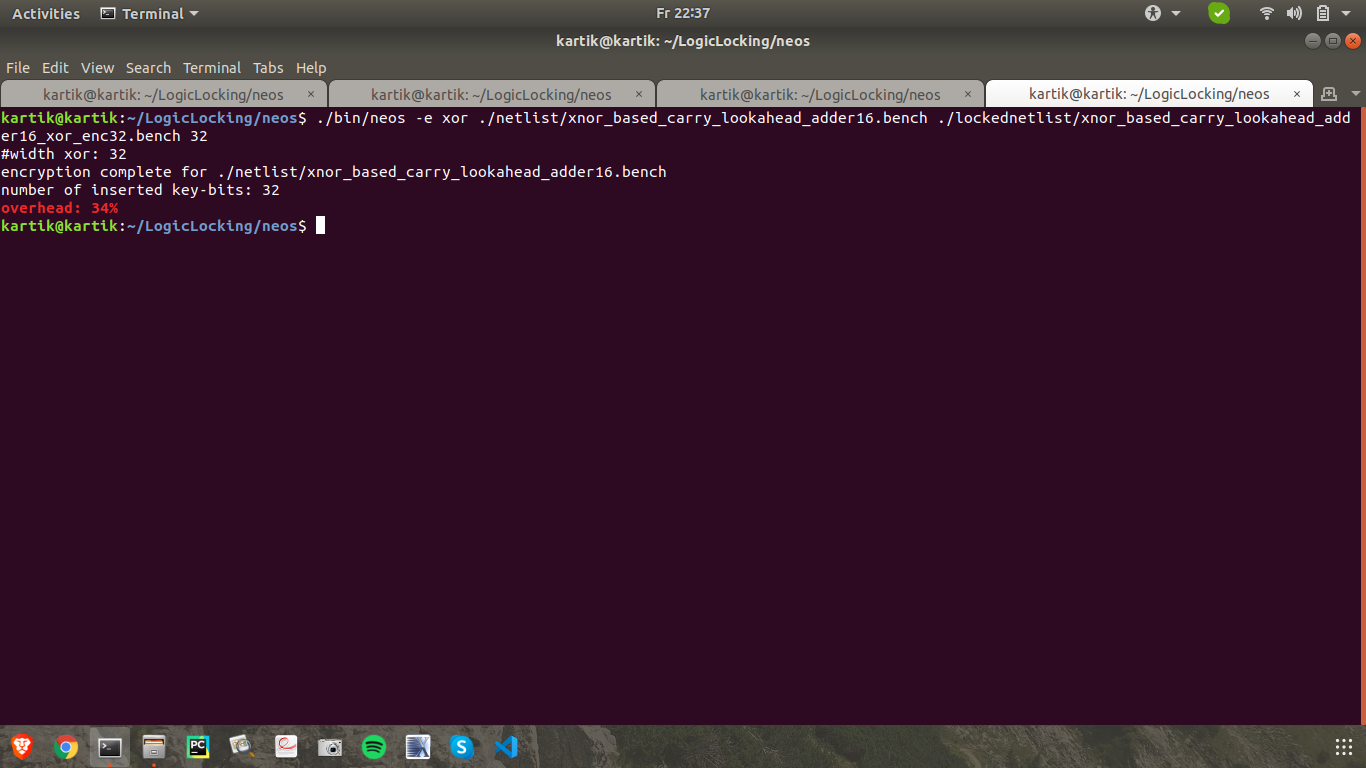 Activities Terminal Fr 22:37
kartik@kartik: ~/LogicLocking/neos
File Edit View Search Terminal Tabs Help
kartik@kartik: ~/LogicLocking/neos × kartik@kartik: ~/LogicLocking/neos × kartik@kartik: ~/LogicLocking/neos × kartik@kartik: ~/LogicLocking/neos ×
kartik@kartik:~/LogicLocking/neos$ ./bin/neos -e xor ./netlist/xnor_based_carry_lookahead_adder16.bench ./lockednetlist/xnor_based_carry_lookahead_add
er16_xor_enc32.bench 32
#width xor: 32
encryption complete for ./netlist/xnor_based_carry_lookahead_adder16.bench
number of inserted key-bits: 32
overhead: 34%
kartik@kartik:~/LogicLocking/neos$
PC
S